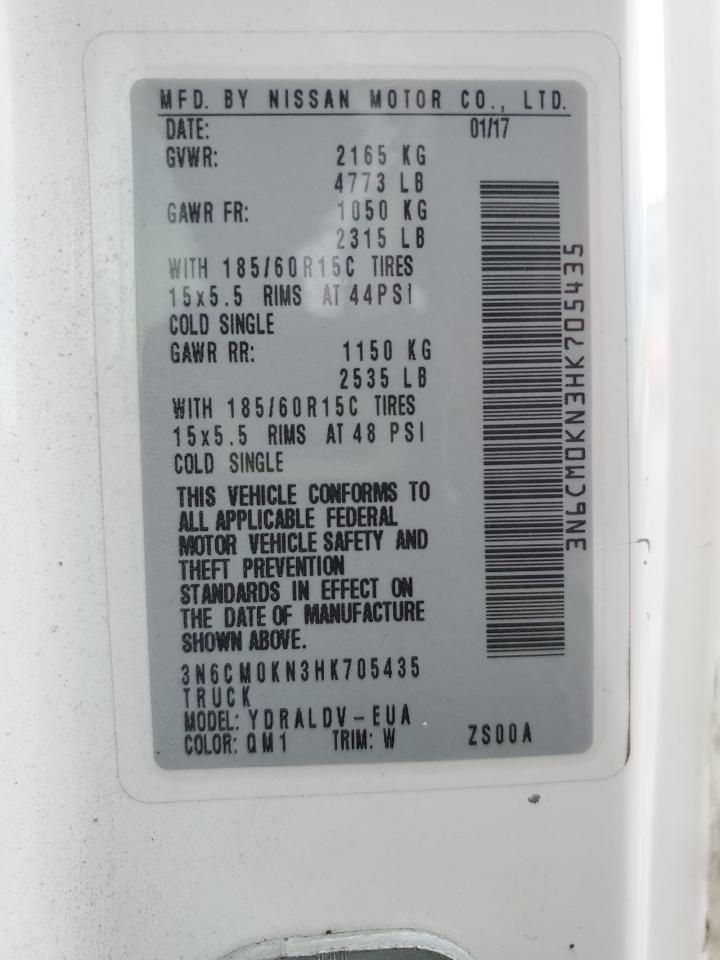 MFD. BY NISSAN MOTOR CO., LTD.
DATE: 01/17
GVWR: 2165 KG
4773 LB
GAWR FR: 1050 KG
2315 LB
WITH 185/60R15C TIRES
15x5.5 RIMS AT 44PSI
COLD SINGLE
GAWR RR: 1150 KG
2535 LB
WITH 185/60R15C TIRES
15x5.5 RIMS AT 48 PSI
COLD SINGLE
THIS VEHICLE CONFORMS TO
ALL APPLICABLE FEDERAL
MOTOR VEHICLE SAFETY AND
THEFT PREVENTION
STANDARDS IN EFFECT ON
THE DATE OF MANUFACTURE
SHOWN ABOVE.
3N6CM0KN3HK705435
TRUCK
MODEL: YDRALDV-EUA
COLOR: QM1 TRIM: W ZS00A
3N6CM0KN3HK705435